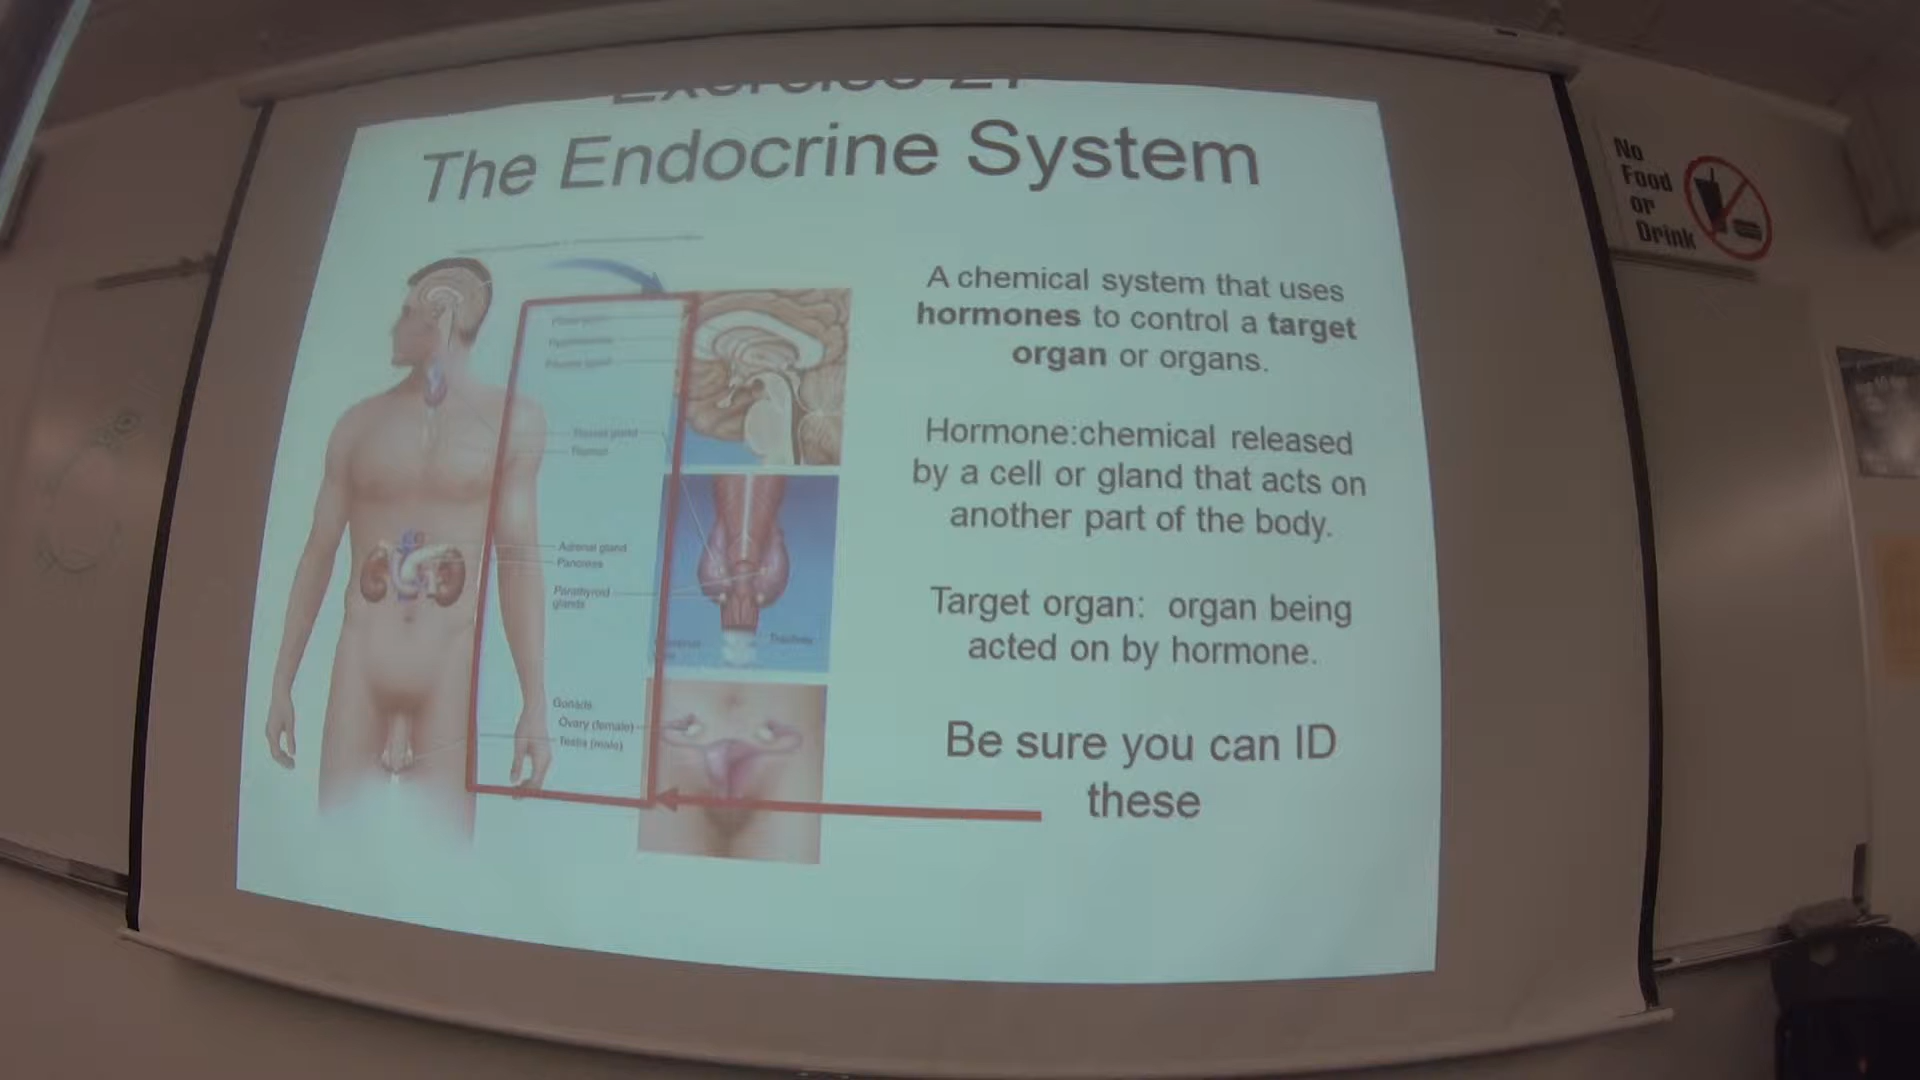 The Endocrine System
A chemical system that uses
hormones to control a target
organ or organs.
Hormone:chemical released
by a cell or gland that acts on
another part of the body.
Target organ: organ being
acted on by hormone.
Be sure you can ID
these
Thyroid gland
Thymus
Adrenal gland
Pancreas
Parathyroid
glands
Trachea
Gonads:
Ovary (female)
Testis (male)
No
Food
or
Drink